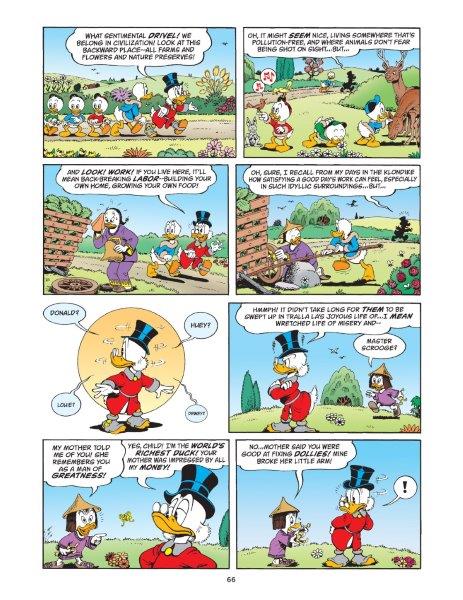 WHAT SENTIMENTAL DRIVEL! WE
BELONG IN CIVILIZATION! LOOK AT THIS
BACKWARD PLACE--ALL FARMS AND
FLOWERS AND NATURE PRESERVES!
OH, IT MIGHT SEEM NICE, LIVING SOMEWHERE THAT'S
POLLUTION-FREE, AND WHERE ANIMALS DON'T FEAR
BEING SHOT ON SIGHT...BUT...
AND LOOK! WORK! IF YOU LIVE HERE, IT'LL
MEAN BACK-BREAKING LABOR--BUILDING YOUR
OWN HOME, GROWING YOUR OWN FOOD!
OH, SURE, I RECALL FROM MY DAYS IN THE KLONDIKE
HOW SATISFYING A GOOD DAY'S WORK CAN FEEL, ESPECIALLY
IN SUCH IDYLLIC SURROUNDINGS...BUT...
DONALD?
HUEY?
LOUIE?
DEWEY?
HMMPH! IT DIDN'T TAKE LONG FOR THEM TO BE
SWEPT UP IN TRALLA LA'S JOYOUS LIFE OF...I MEAN
WRETCHED LIFE OF MISERY AND--
MASTER
SCROOGE?
MY MOTHER TOLD
ME OF YOU! SHE
REMEMBERS YOU
AS A MAN OF
GREATNESS!
YES, CHILD! I'M THE WORLD'S
RICHEST DUCK! YOUR
MOTHER WAS IMPRESSED BY ALL
MY MONEY!
NO...MOTHER SAID YOU WERE
GOOD AT FIXING DOLLIES! MINE
BROKE HER LITTLE ARM!
!
66